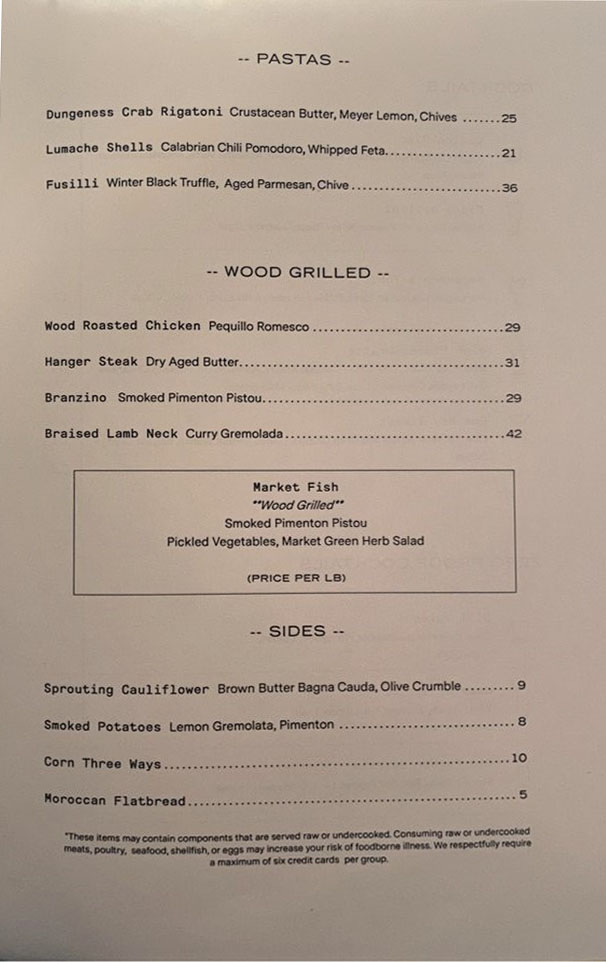 -- PASTAS --
Dungeness Crab Rigatoni Crustacean Butter, Meyer Lemon, Chives .......25
Lumache Shells Calabrian Chili Pomodoro, Whipped Feta......................21
Fusilli Winter Black Truffle, Aged Parmesan, Chive.............................36
-- WOOD GRILLED --
Wood Roasted Chicken Pequillo Romesco ....................................29
Hanger Steak Dry Aged Butter..................................................31
Branzino Smoked Pimenton Pistou..............................................29
Braised Lamb Neck Curry Gremolada..........................................42
Market Fish
**Wood Grilled**
Smoked Pimenton Pistou
Pickled Vegetables, Market Green Herb Salad
(PRICE PER LB)
-- SIDES --
Sprouting Cauliflower Brown Butter Bagna Cauda, Olive Crumble ......... 9
Smoked Potatoes Lemon Gremolata, Pimenton ................................. 8
Corn Three Ways..................................................................10
Moroccan Flatbread............................................................... 5
*These items may contain components that are served raw or undercooked. Consuming raw or undercooked
meats, poultry, seafood, shellfish, or eggs may increase your risk of foodborne illness. We respectfully require
a maximum of six credit cards per group.